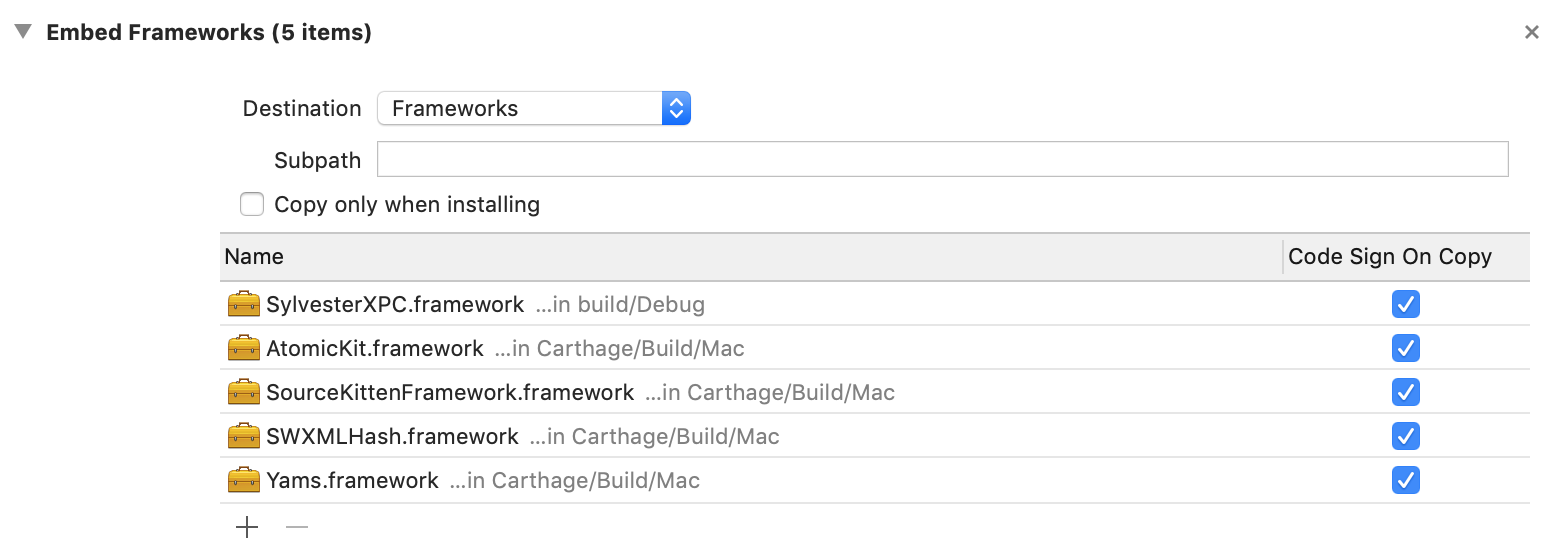 Embed Frameworks (5 items)
Destination Frameworks
Subpath
Copy only when installing
Name Code Sign On Copy
SylvesterXPC.framework ...in build/Debug
AtomicKit.framework ...in Carthage/Build/Mac
SourceKittenFramework.framework ...in Carthage/Build/Mac
SWXMLHash.framework ...in Carthage/Build/Mac
Yams.framework ...in Carthage/Build/Mac